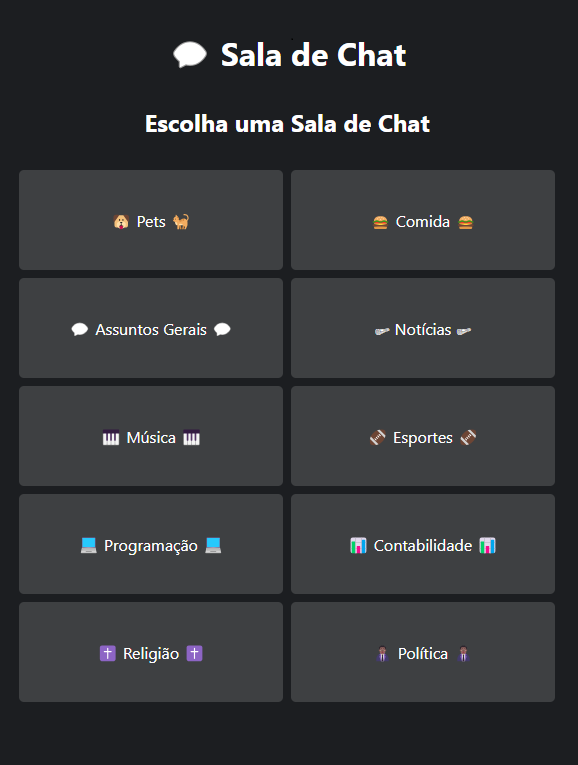 Sala de Chat
Escolha uma Sala de Chat
Pets
Comida
Assuntos Gerais
Notícias
Música
Esportes
Programação
Contabilidade
Religião
Política